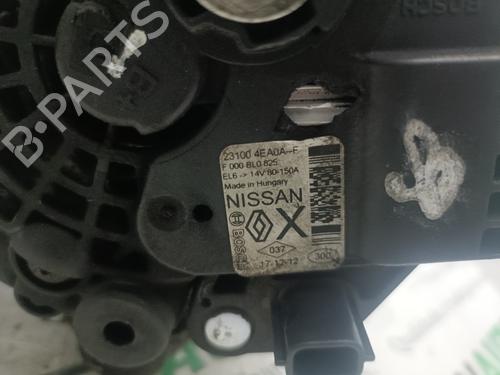 BOSCH
B+
23100 4EA0A--E
F 000 BL0 825
EL6 -> 14V 80-150A
Made in Hungary
NISSAN
X
BOSCH
037
300
17-12-12